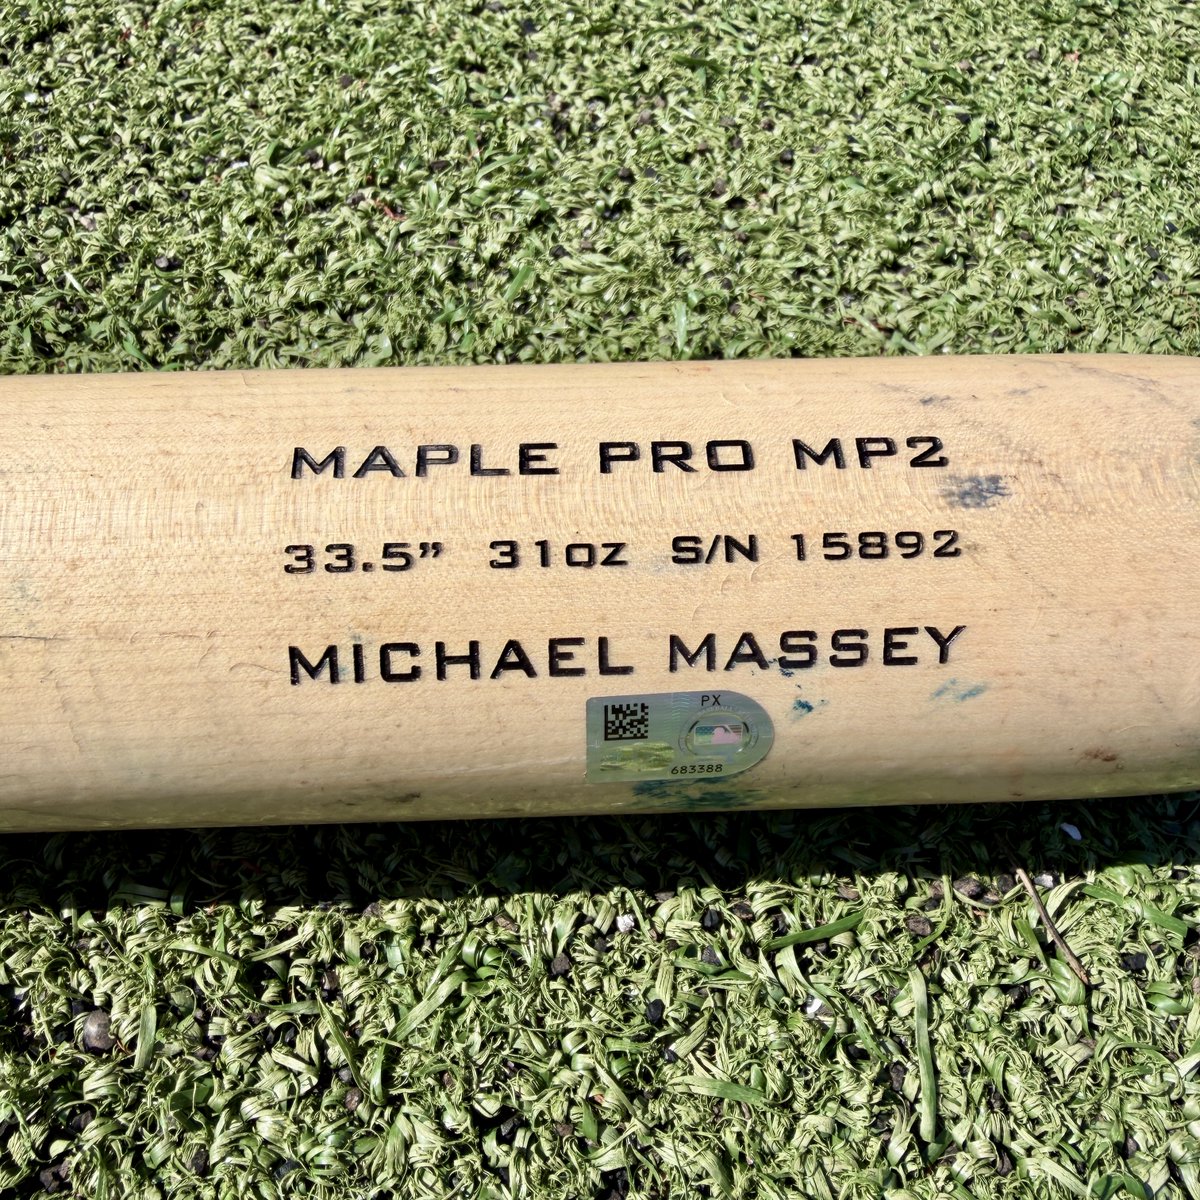 MAPLE PRO MP2
33.5” 31oz S/N 15892
MICHAEL MASSEY
PX
683388